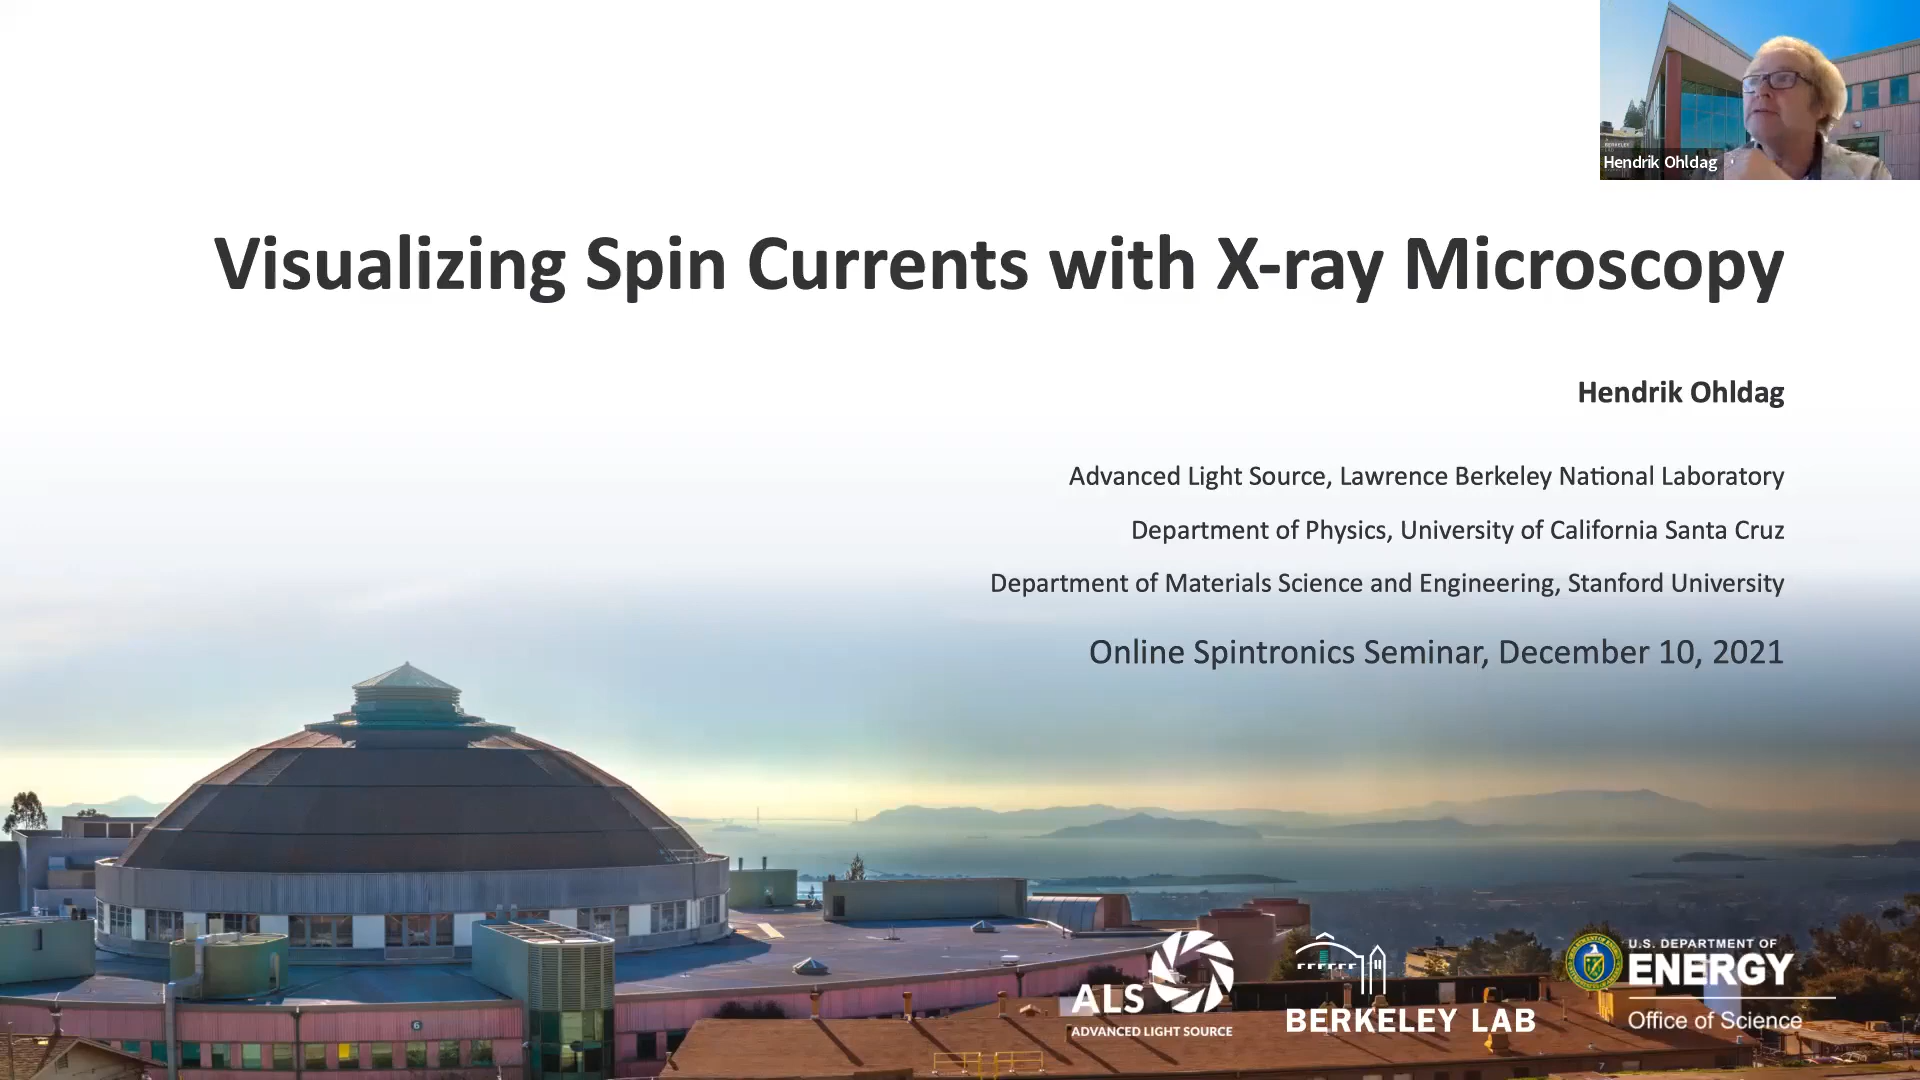 BERKELEY
Hendrik Ohldag
Visualizing Spin Currents with X-ray Microscopy
Hendrik Ohldag
Advanced Light Source, Lawrence Berkeley National Laboratory
Department of Physics, University of California Santa Cruz
Department of Materials Science and Engineering, Stanford University
Online Spintronics Seminar, December 10, 2021
6
ALS
ADVANCED LIGHT SOURCE
BERKELEY LAB
U.S. DEPARTMENT OF
ENERGY
Office of Science